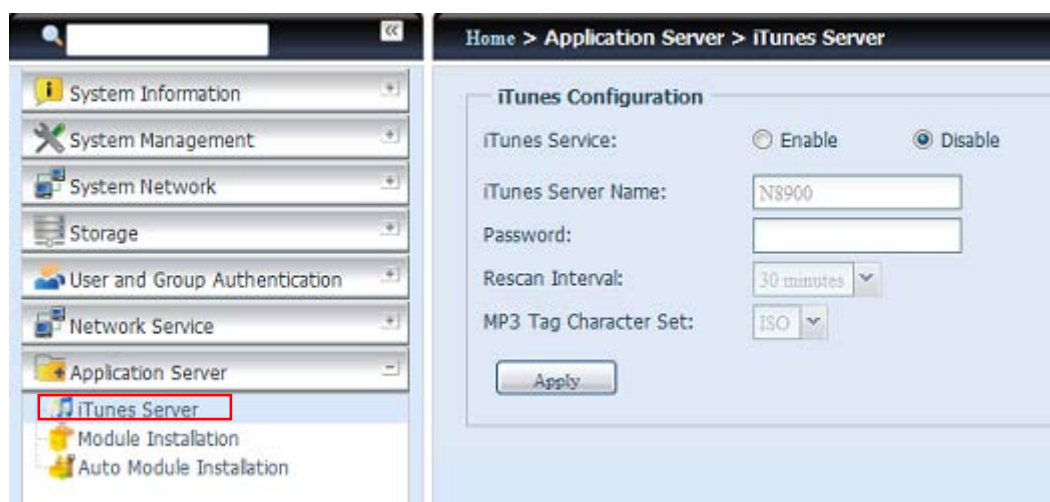 System Information
System Management
System Network
Storage
User and Group Authentication
Network Service
Application Server
iTunes Server
Module Installation
Auto Module Installation
Home > Application Server > iTunes Server
iTunes Configuration
iTunes Service: Enable Disable
iTunes Server Name: N8900
Password:
Rescan Interval: 30 minutes
MP3 Tag Character Set: ISO
Apply